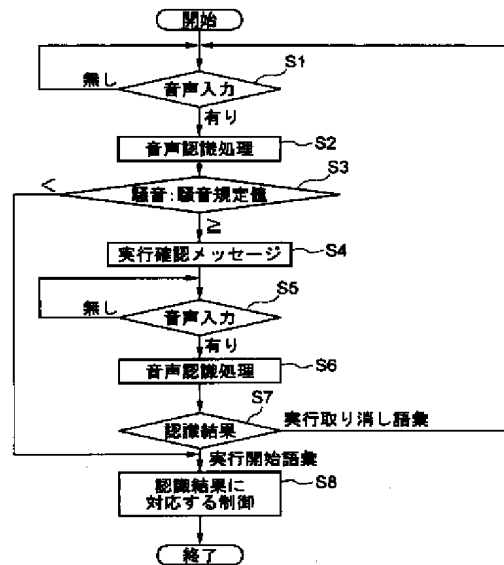 開始
S1
無し
音声入力
有り
S2
音声認識処理
S3
<
騒音:騒音規定値
≧
S4
実行確認メッセージ
S5
無し
音声入力
有り
S6
音声認識処理
S7
実行取り消し語彙
認識結果
実行開始語彙
S8
認識結果に
対応する制御
終了